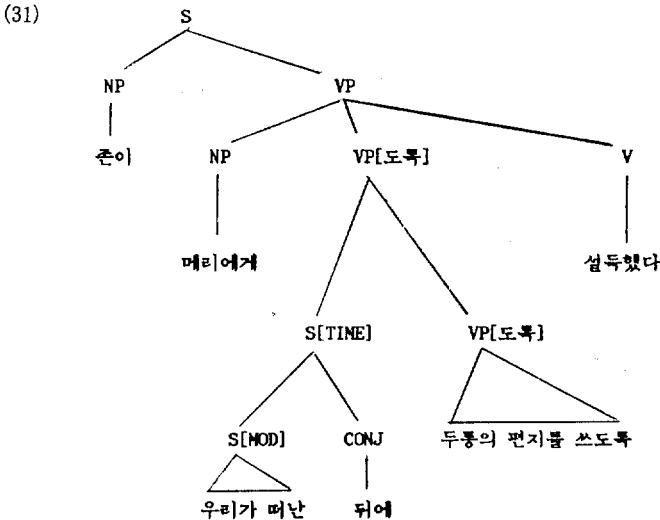 (31)
S
NP VP
존이 NP VP[도록] V
메리에게 설득했다
S[TINE] VP[도록]
S[MOD] CONJ 두통의 편지를 쓰도록
우리가 떠난 뒤에